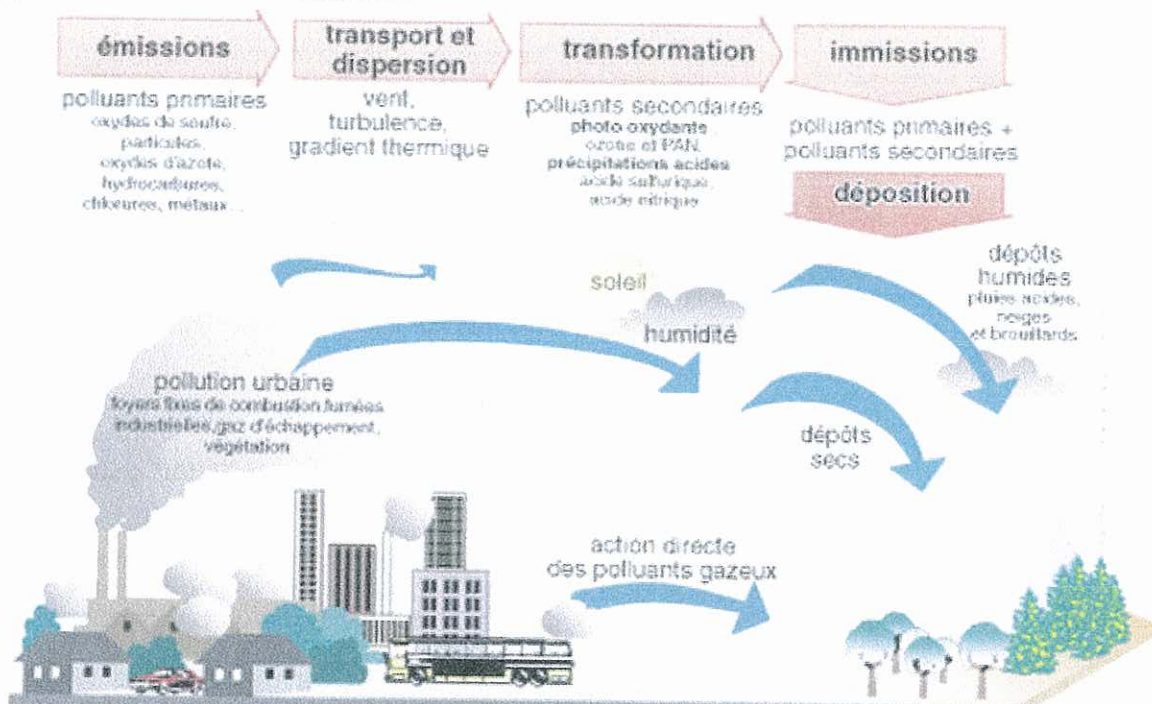 émissions
polluants primaires
oxydes de soufre,
particules,
oxydes d'azote,
hydrocarbures,
chlorures, métaux...
transport et
dispersion
vent,
turbulence,
gradient thermique
transformation
polluants secondaires
photo oxydants
ozone et PAN,
précipitations acides
acide sulfurique,
acide nitrique
immissions
polluants primaires +
polluants secondaires
déposition
soleil
humidité
dépôts
humides
pluies acides,
neiges
et brouillards
pollution urbaine
foyers fixes de combustion fumées
industrielles,gaz d'échappement,
végétation
dépôts
secs
action directe
des polluants gazeux